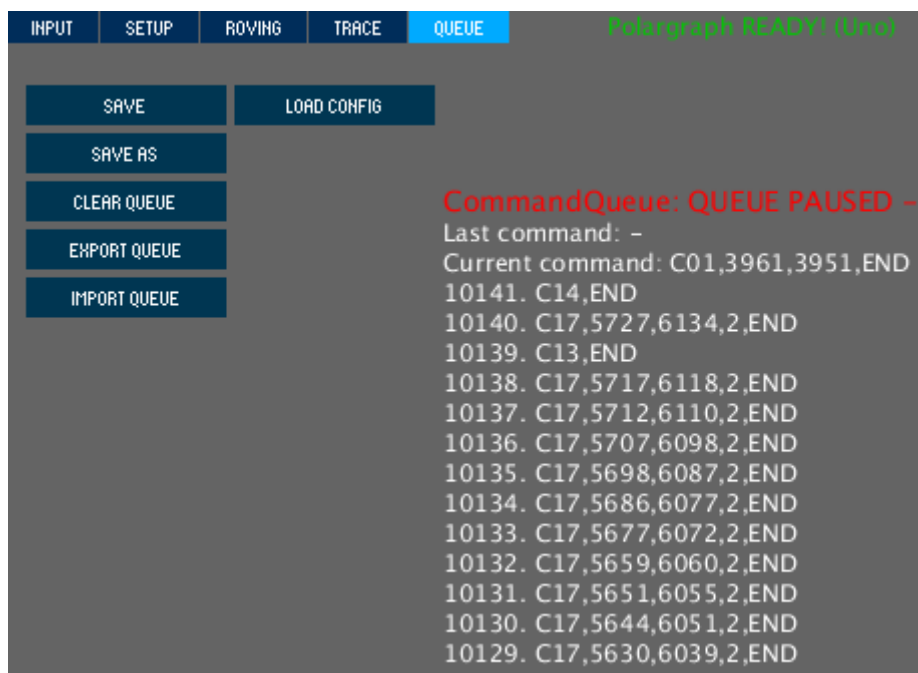 INPUT SETUP ROVING TRACE QUEUE Polargraph READY! (Uno)
SAVE LOAD CONFIG
SAVE AS
CLEAR QUEUE
EXPORT QUEUE
IMPORT QUEUE
CommandQueue: QUEUE PAUSED -
Last command: -
Current command: C01,3961,3951,END
10141. C14,END
10140. C17,5727,6134,2,END
10139. C13,END
10138. C17,5717,6118,2,END
10137. C17,5712,6110,2,END
10136. C17,5707,6098,2,END
10135. C17,5698,6087,2,END
10134. C17,5686,6077,2,END
10133. C17,5677,6072,2,END
10132. C17,5659,6060,2,END
10131. C17,5651,6055,2,END
10130. C17,5644,6051,2,END
10129. C17,5630,6039,2,END